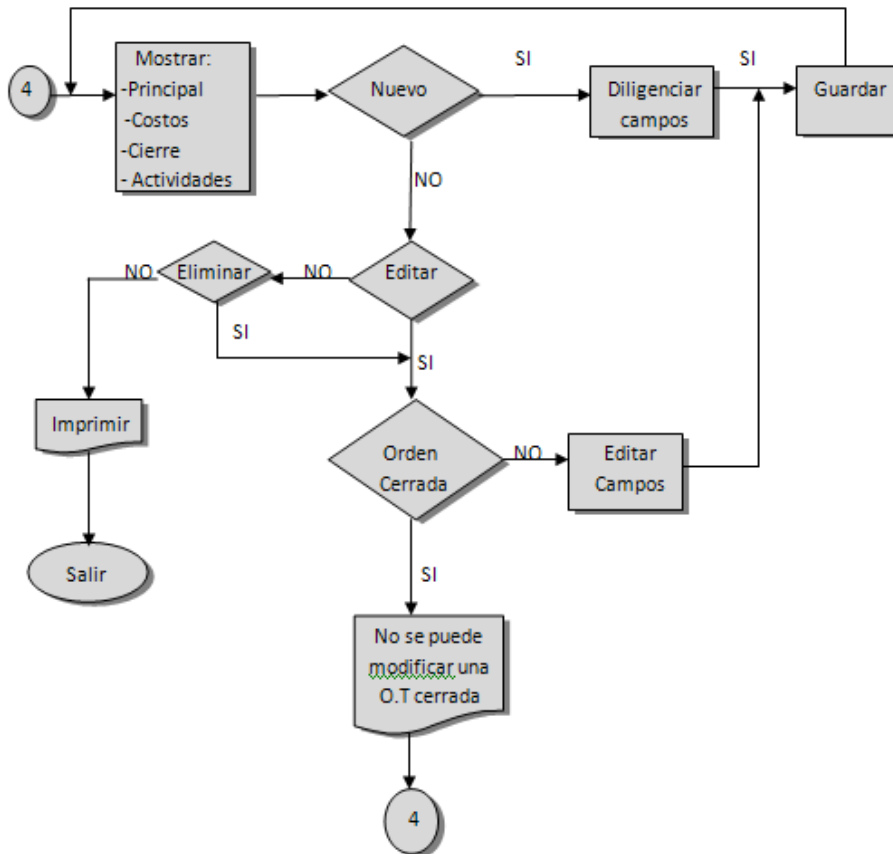 4
Mostrar:
-Principal
-Costos
-Cierre
- Actividades
Nuevo
SI
Diligenciar
campos
SI
Guardar
NO
Editar
NO
Eliminar
NO
SI
SI
Imprimir
Salir
Orden
Cerrada
NO
Editar
Campos
SI
No se puede
modificar una
O.T cerrada
4